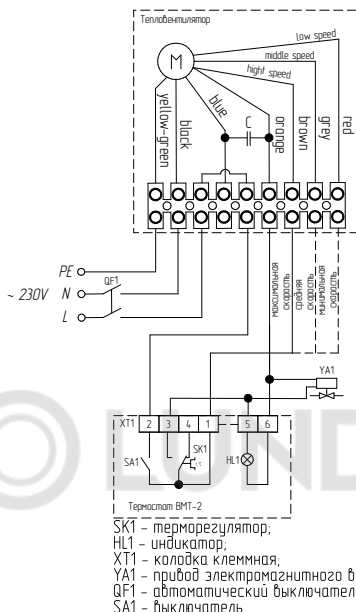 Тепловентилятор
low speed
middle speed
hight speed
M
yellow-green
black
blue
C
orange
brown
grey
red
PE
QF1
~ 230V N
L
максимальная
скорость
средняя
скорость
минимальная
скорость
YA1
XT1 2 3 4 1 5 6
SA1
SK1
t°C
HL1
Термостат ВМТ-2
LUND
SK1 - терморегулятор;
HL1 - индикатор;
XT1 - колодка клеммная;
YA1 - привод электромагнитного в
QF1 - автоматический выключател
SA1 - выключатель